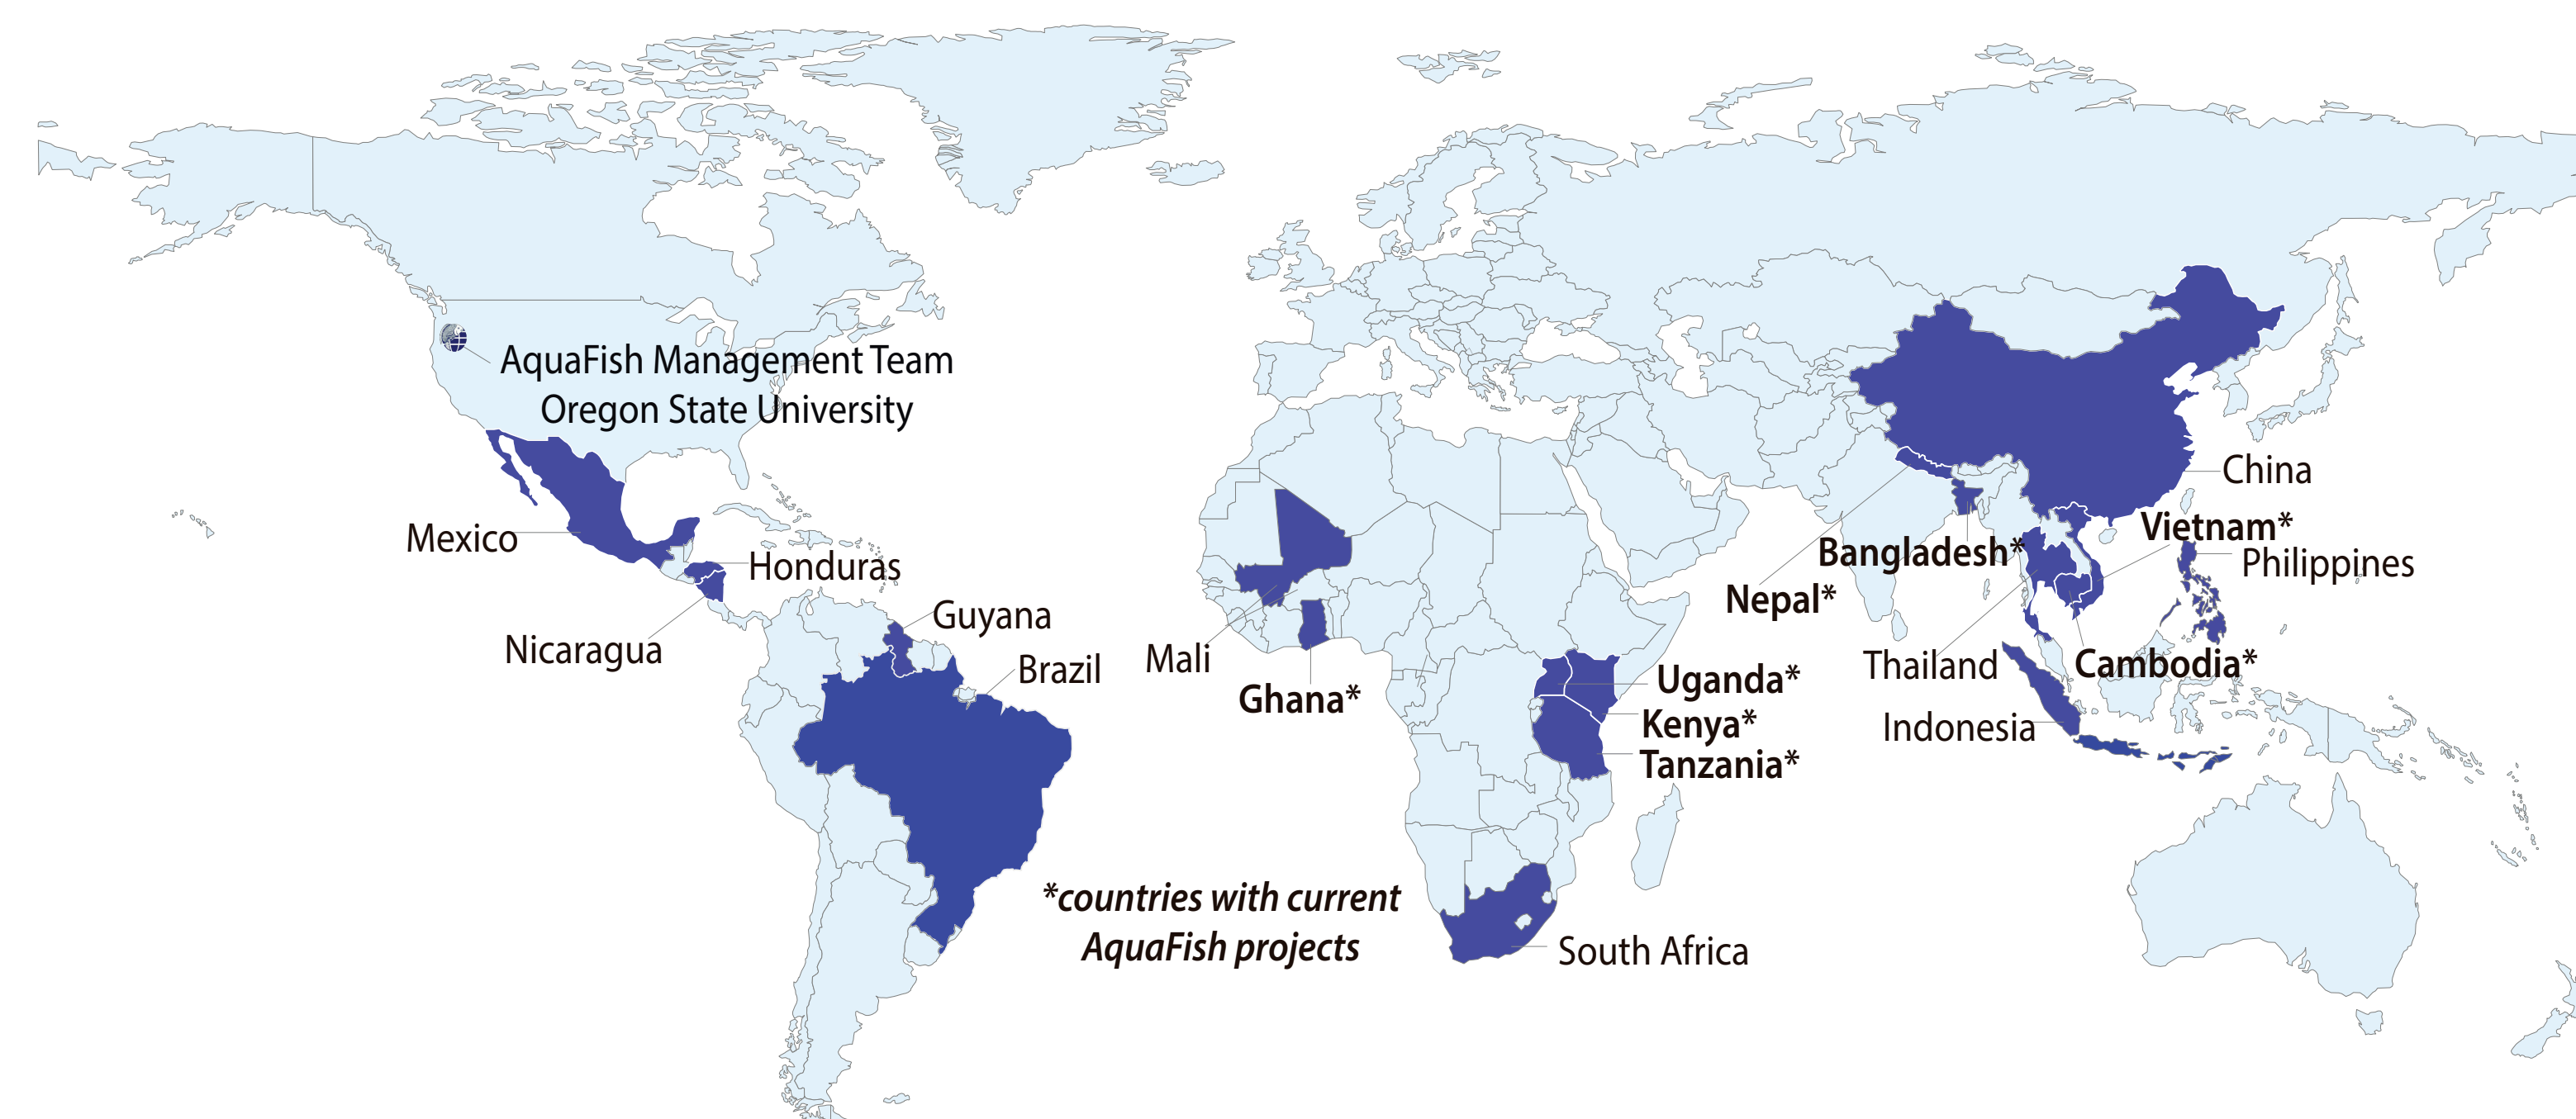 AquaFish Management Team
Oregon State University
Mexico
Honduras
Nicaragua
Guyana
Brazil
Mali
Ghana*
Uganda*
Kenya*
Tanzania*
South Africa
China
Vietnam*
Philippines
Bangladesh*
Nepal*
Thailand
Cambodia*
Indonesia
*countries with current
AquaFish projects